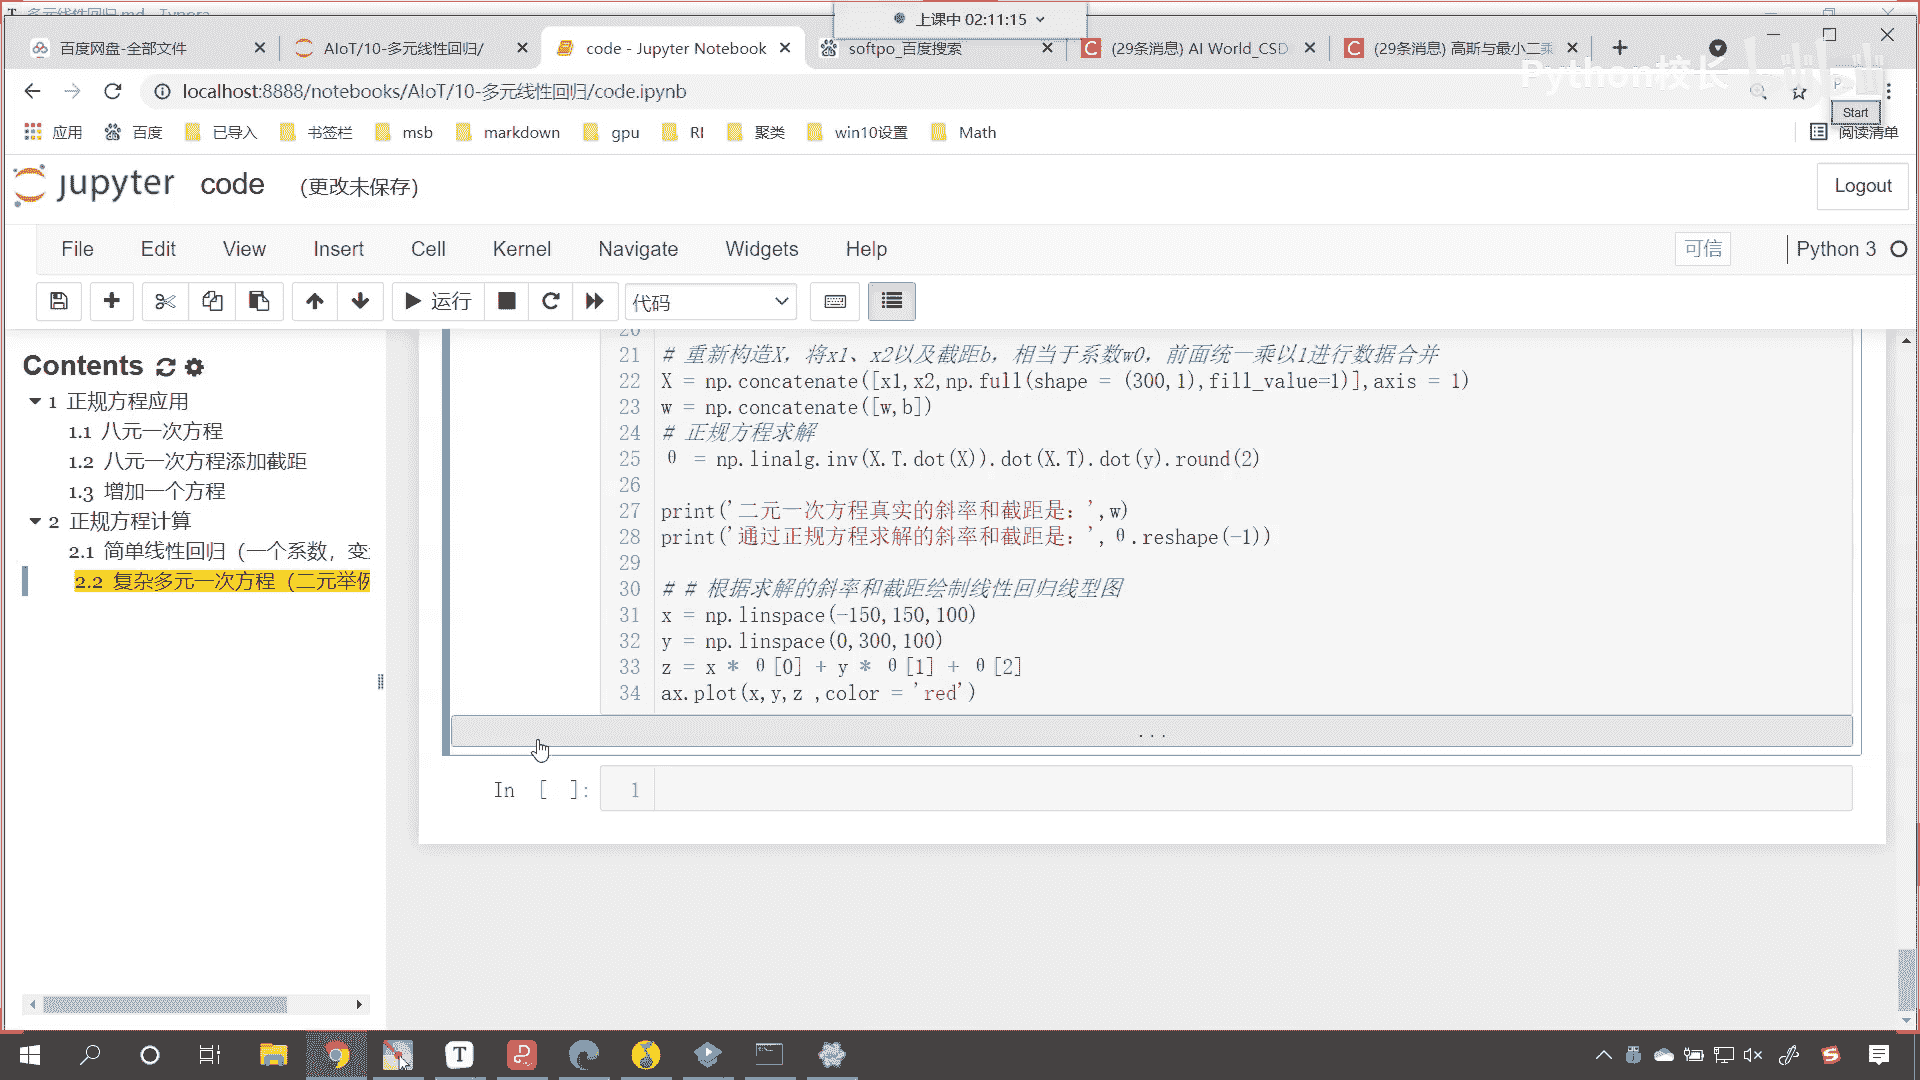 多元线性回归.md - Typora
上课中 02:11:15
百度网盘-全部文件
AIoT/10-多元线性回归/
code - Jupyter Notebook
softpo_百度搜索
(29条消息) AI World_CSD
(29条消息) 高斯与最小二乘
Python校长
localhost:8888/notebooks/AIoT/10-多元线性回归/code.ipynb
Start
应用
百度
已导入
书签栏
msb
markdown
gpu
RI
聚类
win10设置
Math
阅读清单
jupyter code (更改未保存)
Logout
File Edit View Insert Cell Kernel Navigate Widgets Help
可信
Python 3
运行
代码
Contents
1 正规方程应用
1.1 八元一次方程
1.2 八元一次方程添加截距
1.3 增加一个方程
2 正规方程计算
2.1 简单线性回归（一个系数，变
2.2 复杂多元一次方程（二元举例
20
21 # 重新构造X，将x1、x2以及截距b，相当于系数w0，前面统一乘以1进行数据合并
22 X = np.concatenate([x1,x2,np.full(shape = (300,1),fill_value=1)],axis = 1)
23 w = np.concatenate([w,b])
24 # 正规方程求解
25 θ = np.linalg.inv(X.T.dot(X)).dot(X.T).dot(y).round(2)
26
27 print('二元一次方程真实的斜率和截距是：',w)
28 print('通过正规方程求解的斜率和截距是：',θ.reshape(-1))
29
30 # # 根据求解的斜率和截距绘制线性回归线型图
31 x = np.linspace(-150,150,100)
32 y = np.linspace(0,300,100)
33 z = x * θ[0] + y * θ[1] + θ[2]
34 ax.plot(x,y,z ,color = 'red')
...
In [ ]: 1